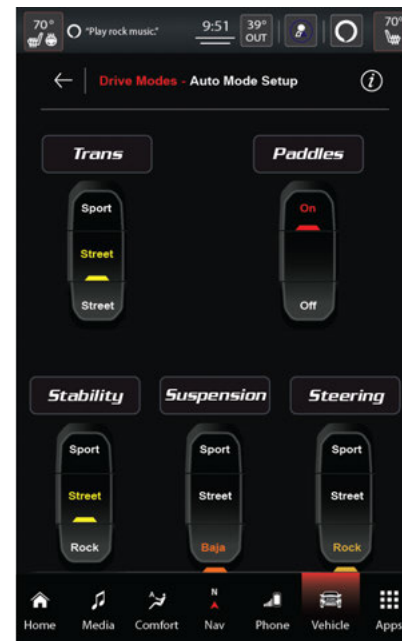 70° "Play rock music." 9:51 39° OUT 70°
Drive Modes - Auto Mode Setup i
Trans
Sport
Street
Street
Paddles
On
Off
Stability
Sport
Street
Rock
Suspension
Sport
Street
Baja
Steering
Sport
Street
Rock
N
Home Media Comfort Nav Phone Vehicle Apps